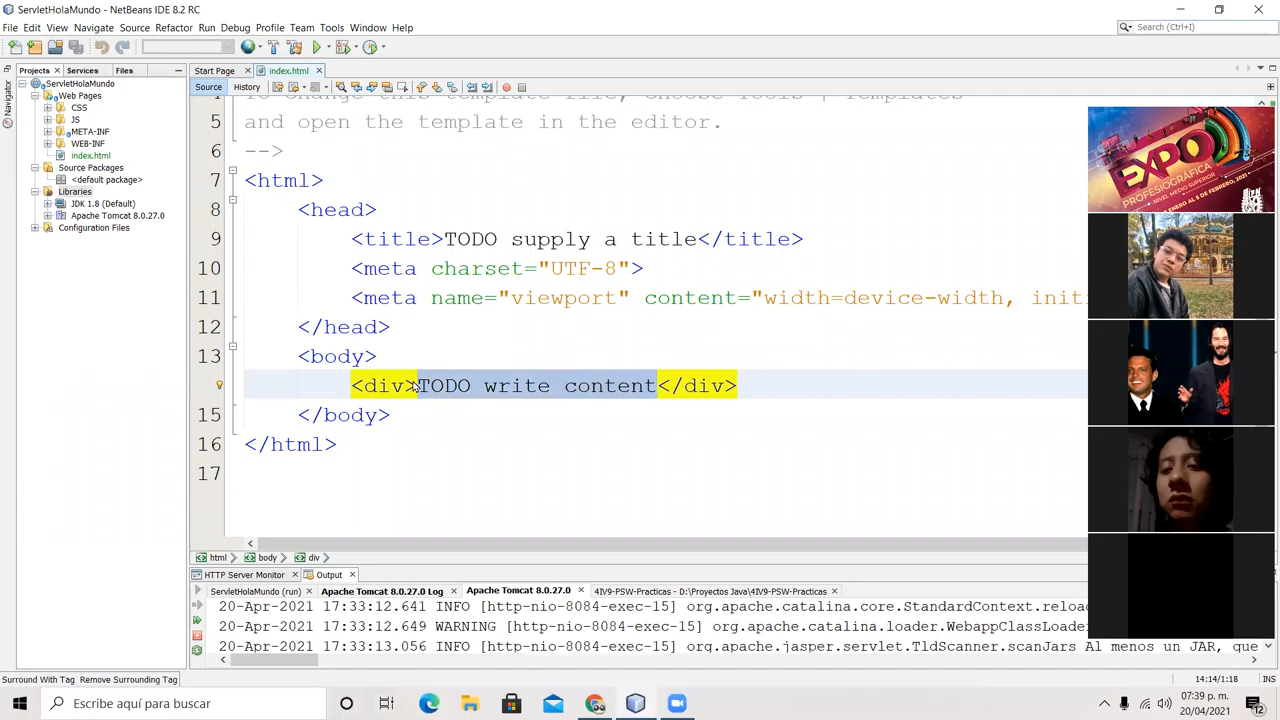 ServletHolaMundo - NetBeans IDE 8.2 RC
File Edit View Navigate Source Refactor Run Debug Profile Team Tools Window Help
Search (Ctrl+I)
Projects Services Files
Start Page index.html
Navigator
ServletHolaMundo
Web Pages
CSS
JS
META-INF
WEB-INF
index.html
Source Packages
<default package>
Libraries
JDK 1.8 (Default)
Apache Tomcat 8.0.27.0
Configuration Files
Source History
5 and open the template in the editor.
6 -->
7 <html>
8 <head>
9 <title>TODO supply a title</title>
10 <meta charset="UTF-8">
11 <meta name="viewport" content="width=device-width, initi
12 </head>
13 <body>
<div>TODO write content</div>
15 </body>
16 </html>
17
html body div
HTTP Server Monitor Output
ServletHolaMundo (run) Apache Tomcat 8.0.27.0 Log Apache Tomcat 8.0.27.0 4IV9-PSW-Practicas - D:\Proyectos Java\4IV9-PSW-Practicas
20-Apr-2021 17:33:12.641 INFO [http-nio-8084-exec-15] org.apache.catalina.core.StandardContext.reloa
20-Apr-2021 17:33:12.649 WARNING [http-nio-8084-exec-15] org.apache.catalina.loader.WebappClassLoader
20-Apr-2021 17:33:13.056 INFO [http-nio-8084-exec-15] org.apache.jasper.servlet.TldScanner.scanJars Al menos un JAR, que
Surround With Tag Remove Surrounding Tag
14:14/1:18 INS
EXPO
PROFESIOGRÁFICA
NIVEL MEDIO SUPERIOR
Escribe aquí para buscar
07:39 p. m.
20/04/2021
12